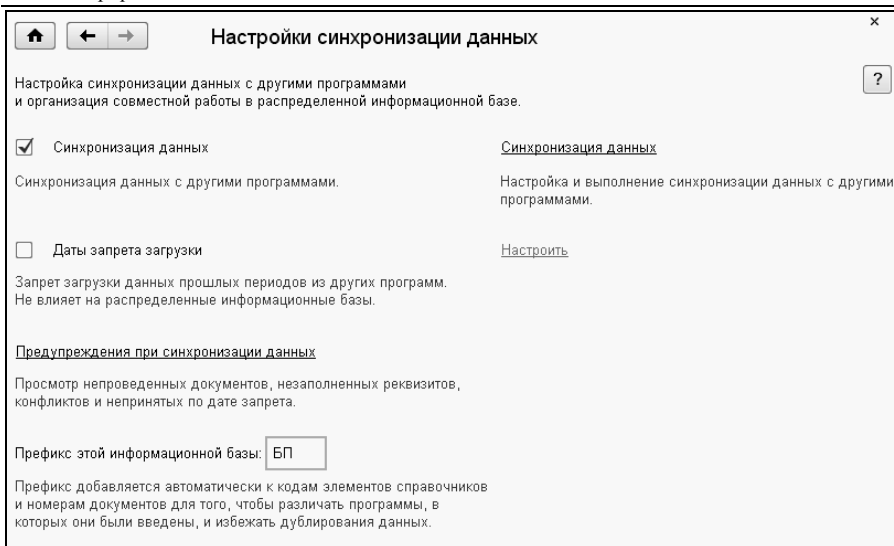 Настройки синхронизации данных
Настройка синхронизации данных с другими программами
и организация совместной работы в распределенной информационной базе.
?
Синхронизация данных
Синхронизация данных
Синхронизация данных с другими программами.
Настройка и выполнение синхронизации данных с другими
программами.
Даты запрета загрузки
Настроить
Запрет загрузки данных прошлых периодов из других программ.
Не влияет на распределенные информационные базы.
Предупреждения при синхронизации данных
Просмотр непроведенных документов, незаполненных реквизитов,
конфликтов и непринятых по дате запрета.
Префикс этой информационной базы: БП
Префикс добавляется автоматически к кодам элементов справочников
и номерам документов для того, чтобы различать программы, в
которых они были введены, и избежать дублирования данных.